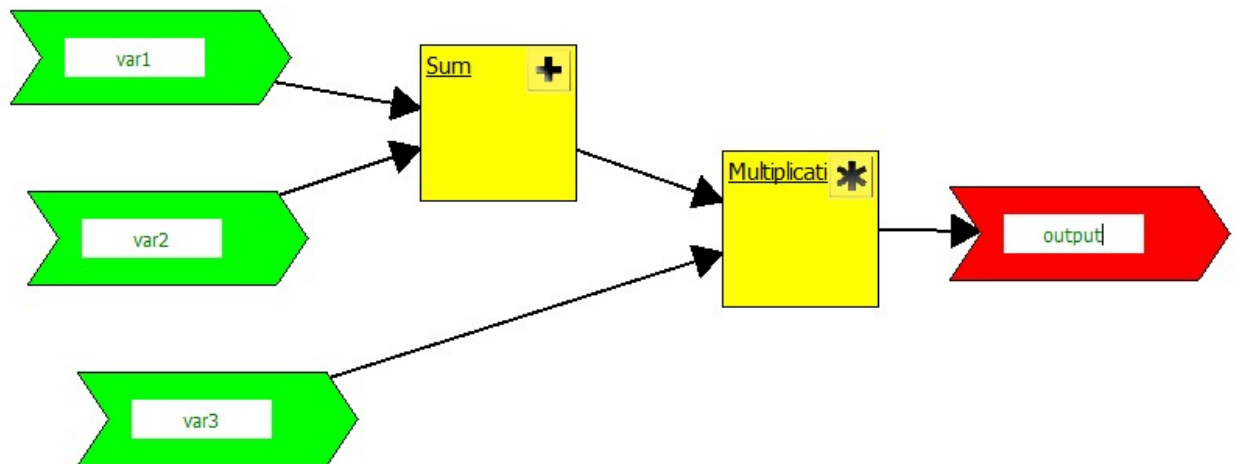 var1
Sum
var2
Multiplicati
output
var3